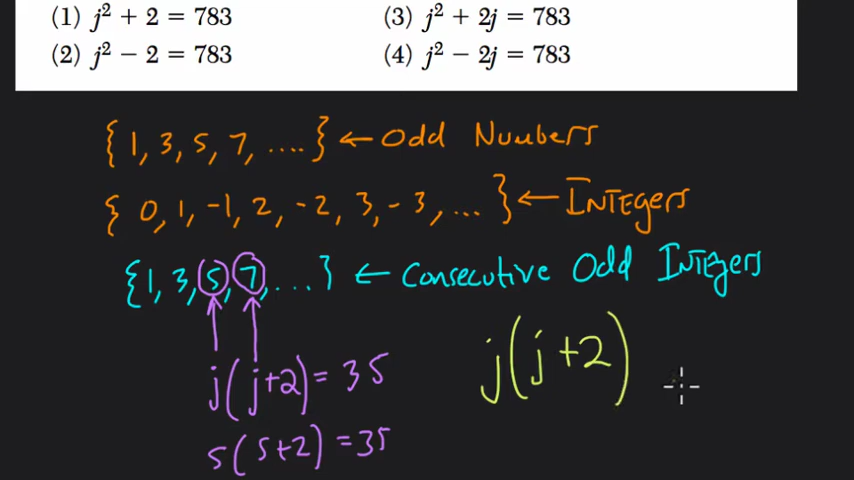 (1) j² + 2 = 783 (3) j² + 2j = 783
(2) j² − 2 = 783 (4) j² − 2j = 783
{1, 3, 5, 7, ....} ← Odd Numbers
{0, 1, -1, 2, -2, 3, -3, ...} ← INTEgers
{1, 3, 5, 7, ...} ← Consecutive Odd INTEgers
j(j+2) = 35 j(j+2)
5(5+2) = 35